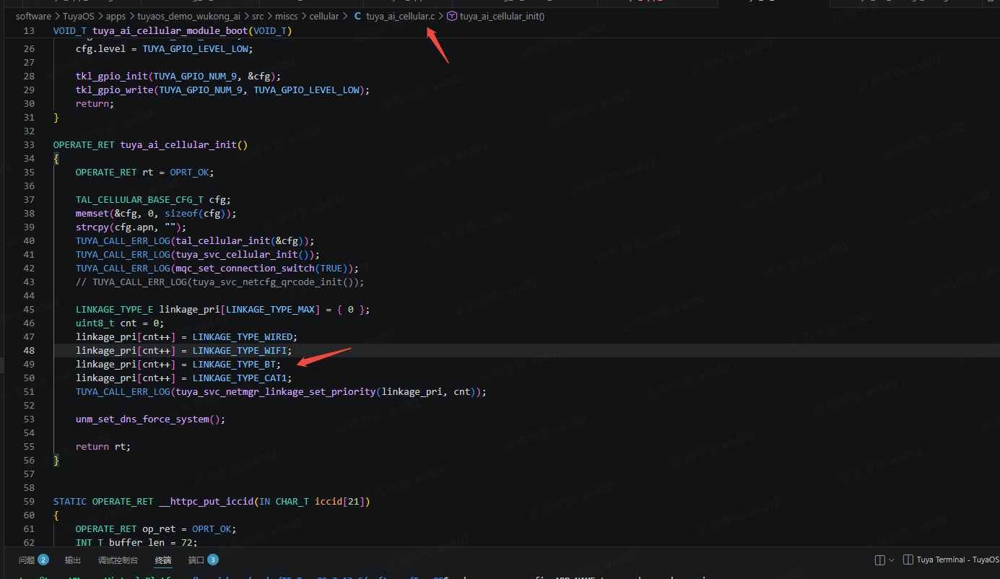 software > TuyaOS > apps > tuyaos_demo_wukong_ai > src > miscs > cellular > C tuya_ai_cellular.c > tuya_ai_cellular_init()
13 VOID_T tuya_ai_cellular_module_boot(VOID_T)
26 cfg.level = TUYA_GPIO_LEVEL_LOW;
27
28 tkl_gpio_init(TUYA_GPIO_NUM_9, &cfg);
29 tkl_gpio_write(TUYA_GPIO_NUM_9, TUYA_GPIO_LEVEL_LOW);
30 return;
31 }
32
33 OPERATE_RET tuya_ai_cellular_init()
34 {
35 OPERATE_RET rt = OPRT_OK;
36
37 TAL_CELLULAR_BASE_CFG_T cfg;
38 memset(&cfg, 0, sizeof(cfg));
39 strcpy(cfg.apn, "");
40 TUYA_CALL_ERR_LOG(tal_cellular_init(&cfg));
41 TUYA_CALL_ERR_LOG(tuya_svc_cellular_init());
42 TUYA_CALL_ERR_LOG(mqc_set_connection_switch(TRUE));
43 // TUYA_CALL_ERR_LOG(tuya_svc_netcfg_qrcode_init());
44
45 LINKAGE_TYPE_E linkage_pri[LINKAGE_TYPE_MAX] = { 0 };
46 uint8_t cnt = 0;
47 linkage_pri[cnt++] = LINKAGE_TYPE_WIRED;
48 linkage_pri[cnt++] = LINKAGE_TYPE_WIFI;
49 linkage_pri[cnt++] = LINKAGE_TYPE_BT;
50 linkage_pri[cnt++] = LINKAGE_TYPE_CAT1;
51 TUYA_CALL_ERR_LOG(tuya_svc_netmgr_linkage_set_priority(linkage_pri, cnt));
52
53 unm_set_dns_force_system();
54
55 return rt;
56 }
57
58
59 STATIC OPERATE_RET __httpc_put_iccid(IN CHAR_T iccid[21])
60 {
61 OPERATE_RET op_ret = OPRT_OK;
62 INT_T buffer_len = 72;
问题 2 输出 调试控制台 终端 端口 3 Tuya Terminal - TuyaOS